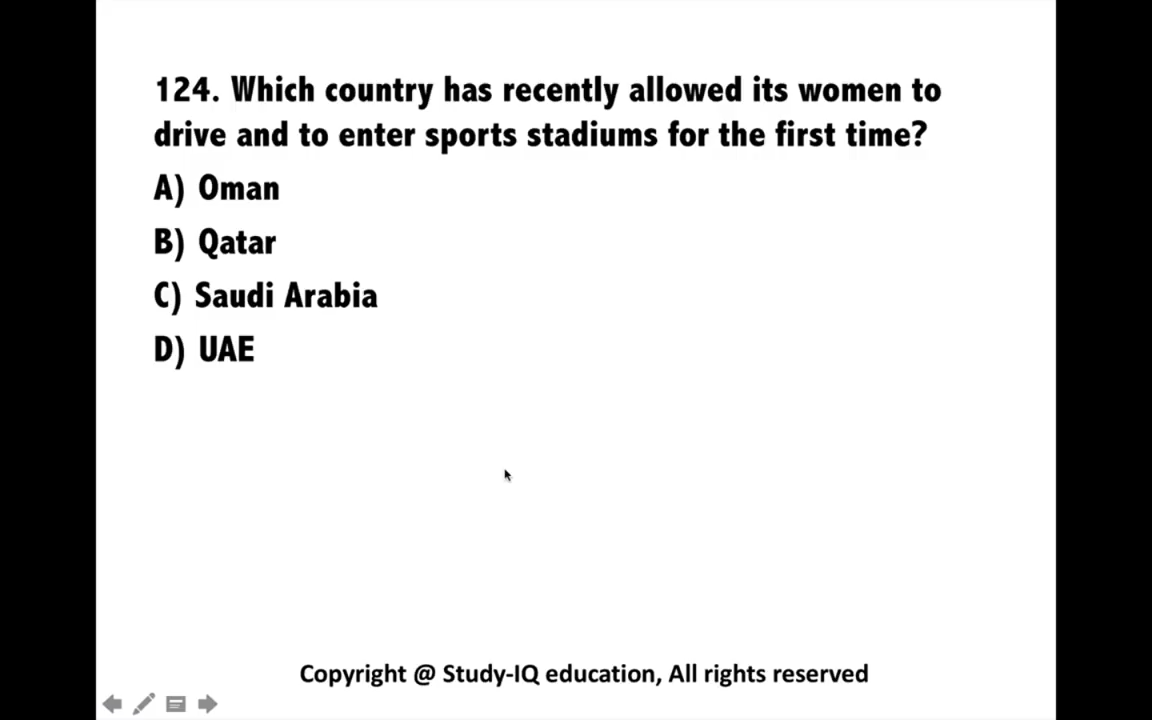 124. Which country has recently allowed its women to
drive and to enter sports stadiums for the first time?
A) Oman
B) Qatar
C) Saudi Arabia
D) UAE
Copyright @ Study-IQ education, All rights reserved